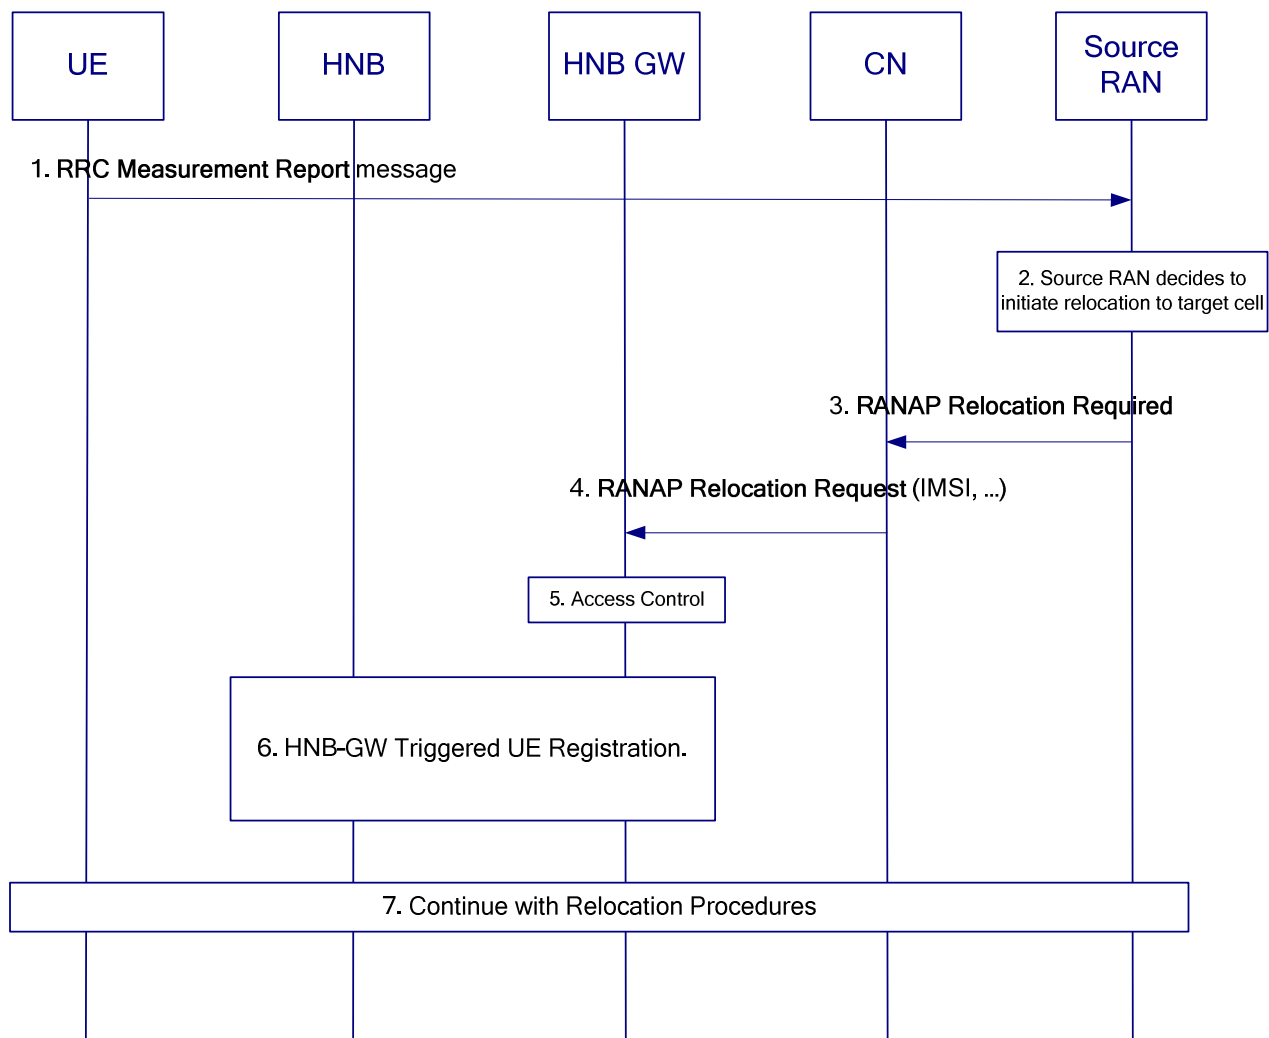 UE
HNB
HNB GW
CN
Source
RAN
1. RRC Measurement Report message
2. Source RAN decides to
initiate relocation to target cell
3. RANAP Relocation Required
4. RANAP Relocation Request (IMSI, ...)
5. Access Control
6. HNB-GW Triggered UE Registration.
7. Continue with Relocation Procedures